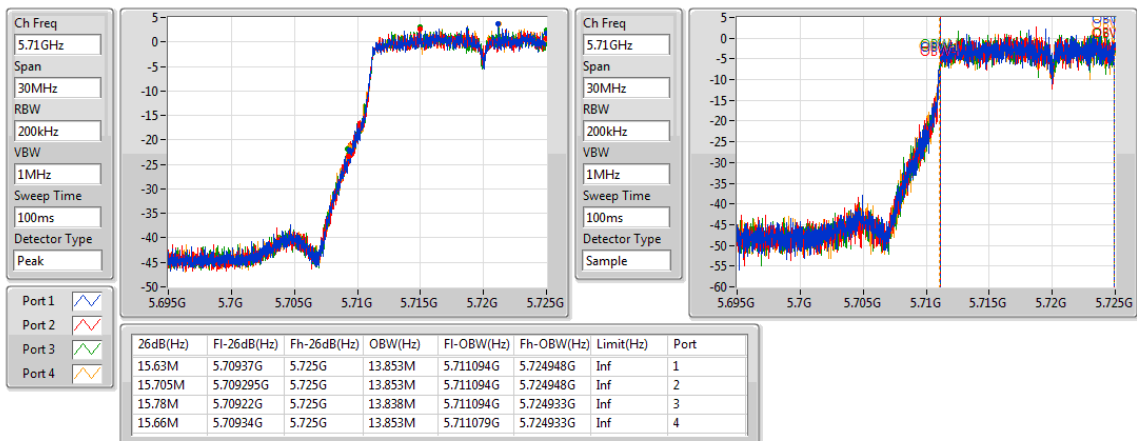 Ch Freq
5.71GHz
Span
30MHz
RBW
200kHz
VBW
1MHz
Sweep Time
100ms
Detector Type
Peak
5
0
-5
-10
-15
-20
-25
-30
-35
-40
-45
-50
5.695G 5.7G 5.705G 5.71G 5.715G 5.72G 5.725G
Ch Freq
5.71GHz
Span
30MHz
RBW
200kHz
VBW
1MHz
Sweep Time
100ms
Detector Type
Sample
5
0
-5
-10
-15
-20
-25
-30
-35
-40
-45
-50
-55
-60
5.695G 5.7G 5.705G 5.71G 5.715G 5.72G 5.725G
Port 1
Port 2
Port 3
Port 4
26dB(Hz) Fl-26dB(Hz) Fh-26dB(Hz) OBW(Hz) Fl-OBW(Hz) Fh-OBW(Hz) Limit(Hz) Port
15.63M 5.70937G 5.725G 13.853M 5.711094G 5.724948G Inf 1
15.705M 5.709295G 5.725G 13.853M 5.711094G 5.724948G Inf 2
15.78M 5.70922G 5.725G 13.838M 5.711094G 5.724933G Inf 3
15.66M 5.70934G 5.725G 13.853M 5.711079G 5.724933G Inf 4